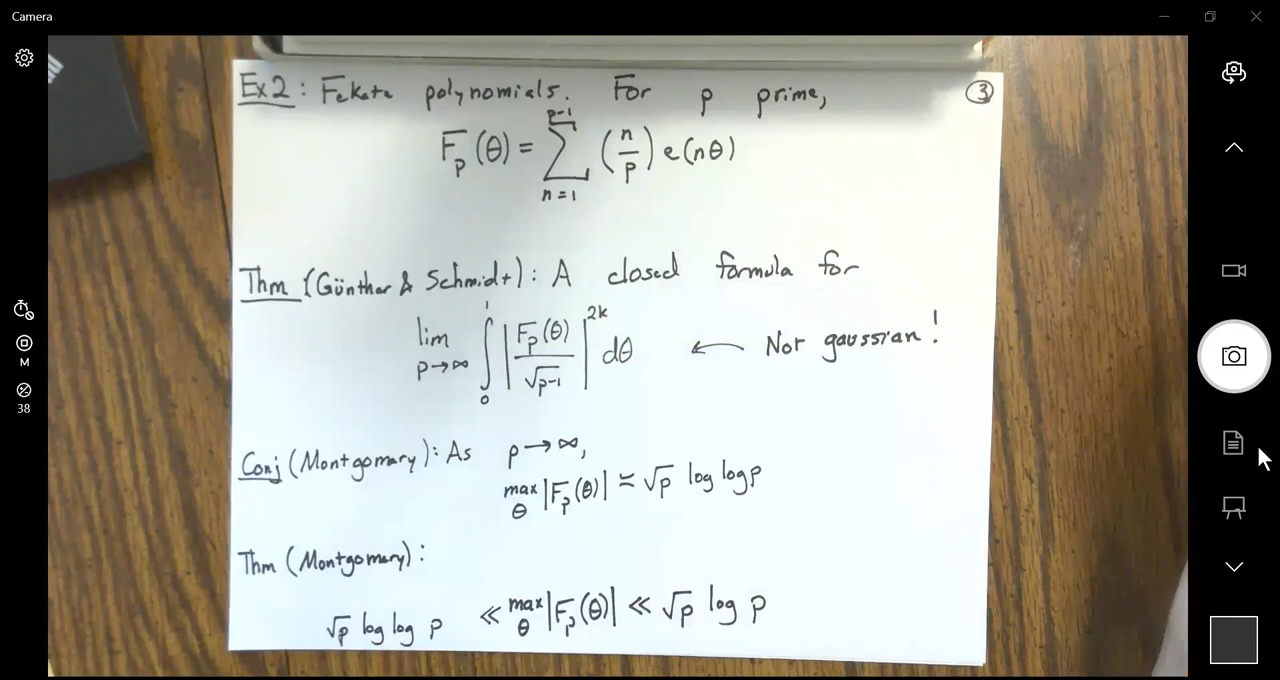 Camera
Ex2: Fekete polynomials. For p prime, ③
F_p(θ) = ∑_{n=1}^{p-1} (n/p) e(nθ)
Thm (Günther & Schmidt): A closed formula for
lim_{p→∞} ∫_0^1 |F_p(θ)/√(p-1)|^{2k} dθ ← Not gaussian!
Conj (Montgomery): As p→∞,
max_θ |F_p(θ)| ≍ √p log log p
Thm (Montgomery):
√p log log p ≪ max_θ |F_p(θ)| ≪ √p log p
M
38